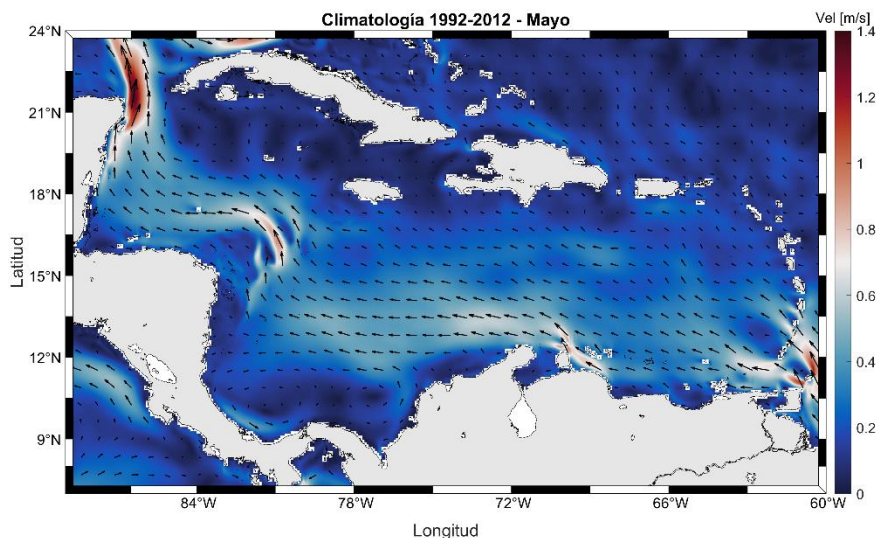 Climatología 1992-2012 - Mayo
Vel [m/s]
24°N
21°N
18°N
15°N
12°N
9°N
Latitud
84°W
78°W
72°W
66°W
60°W
Longitud
1.4
1.2
1
0.8
0.6
0.4
0.2
0